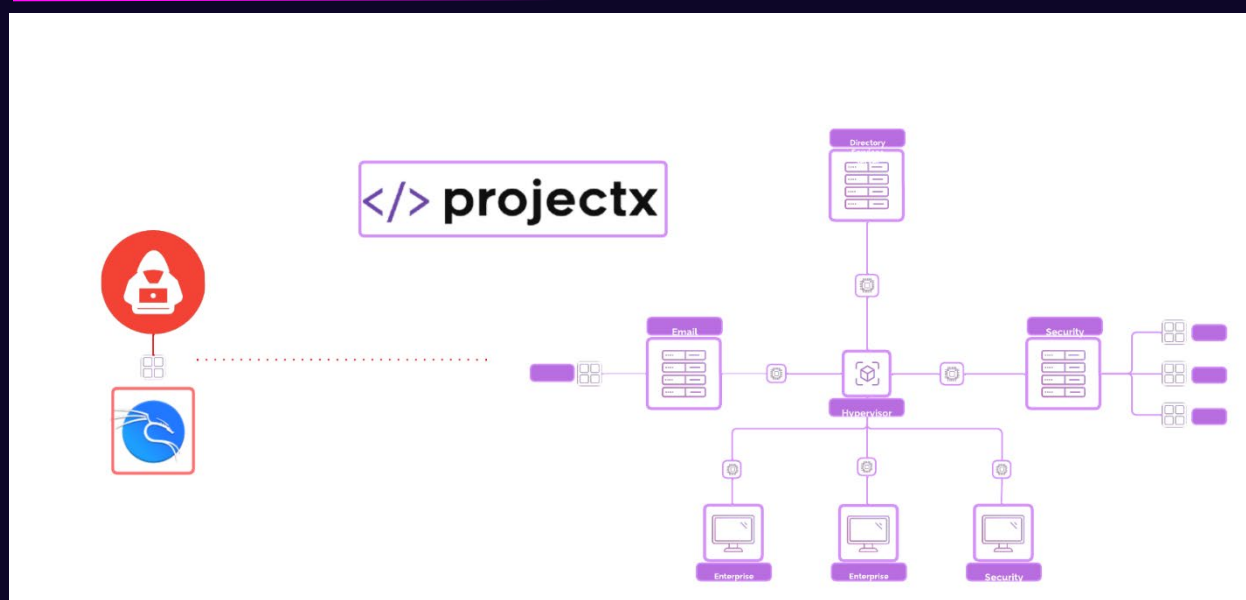 Directory
</> projectx
Email
Security
Hypervisor
Enterprise
Enterprise
Security